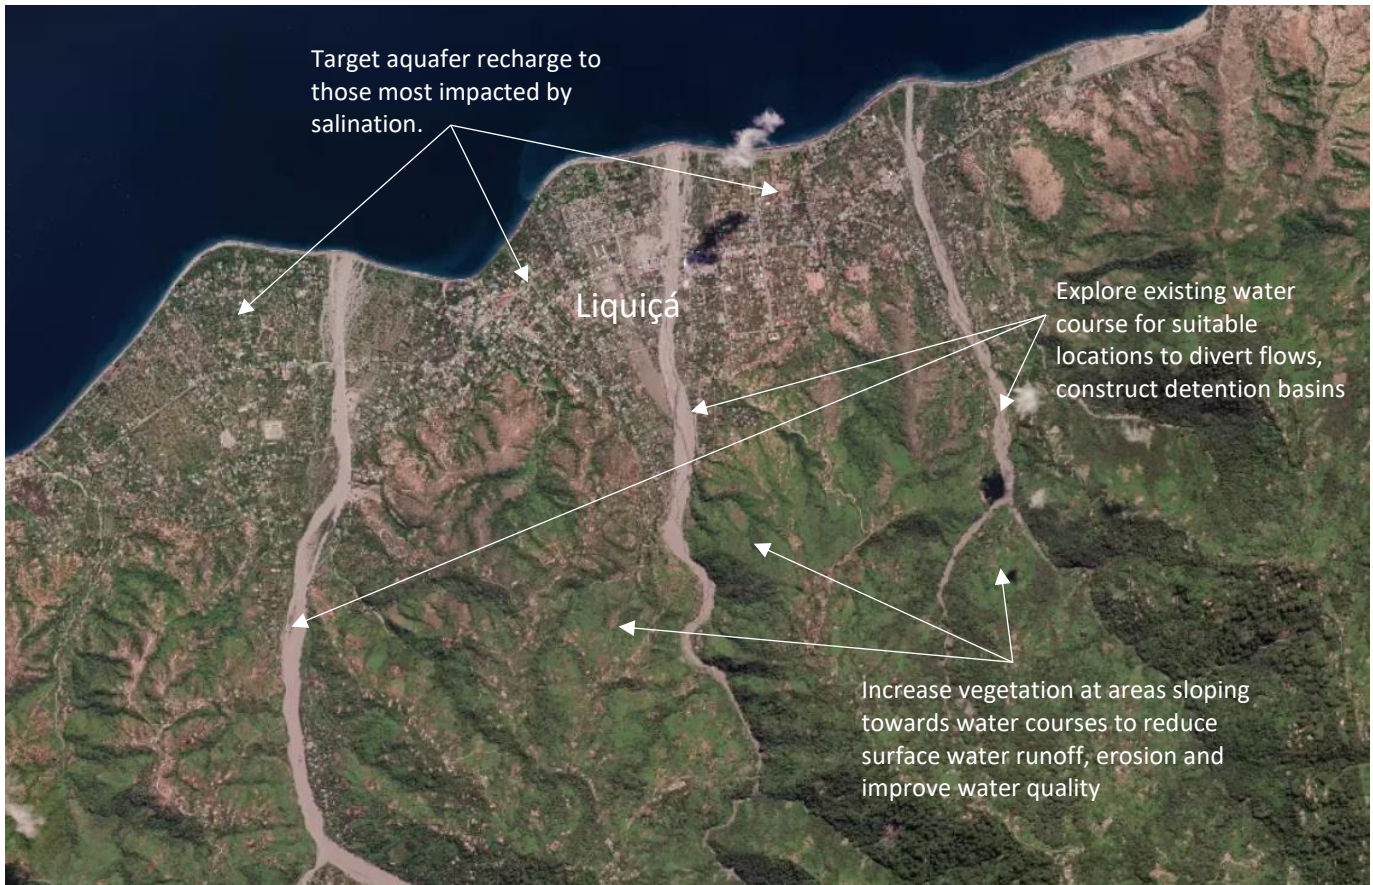 Target aquafer recharge to
those most impacted by
salination.
Liquiçá
Explore existing water
course for suitable
locations to divert flows,
construct detention basins
Increase vegetation at areas sloping
towards water courses to reduce
surface water runoff, erosion and
improve water quality